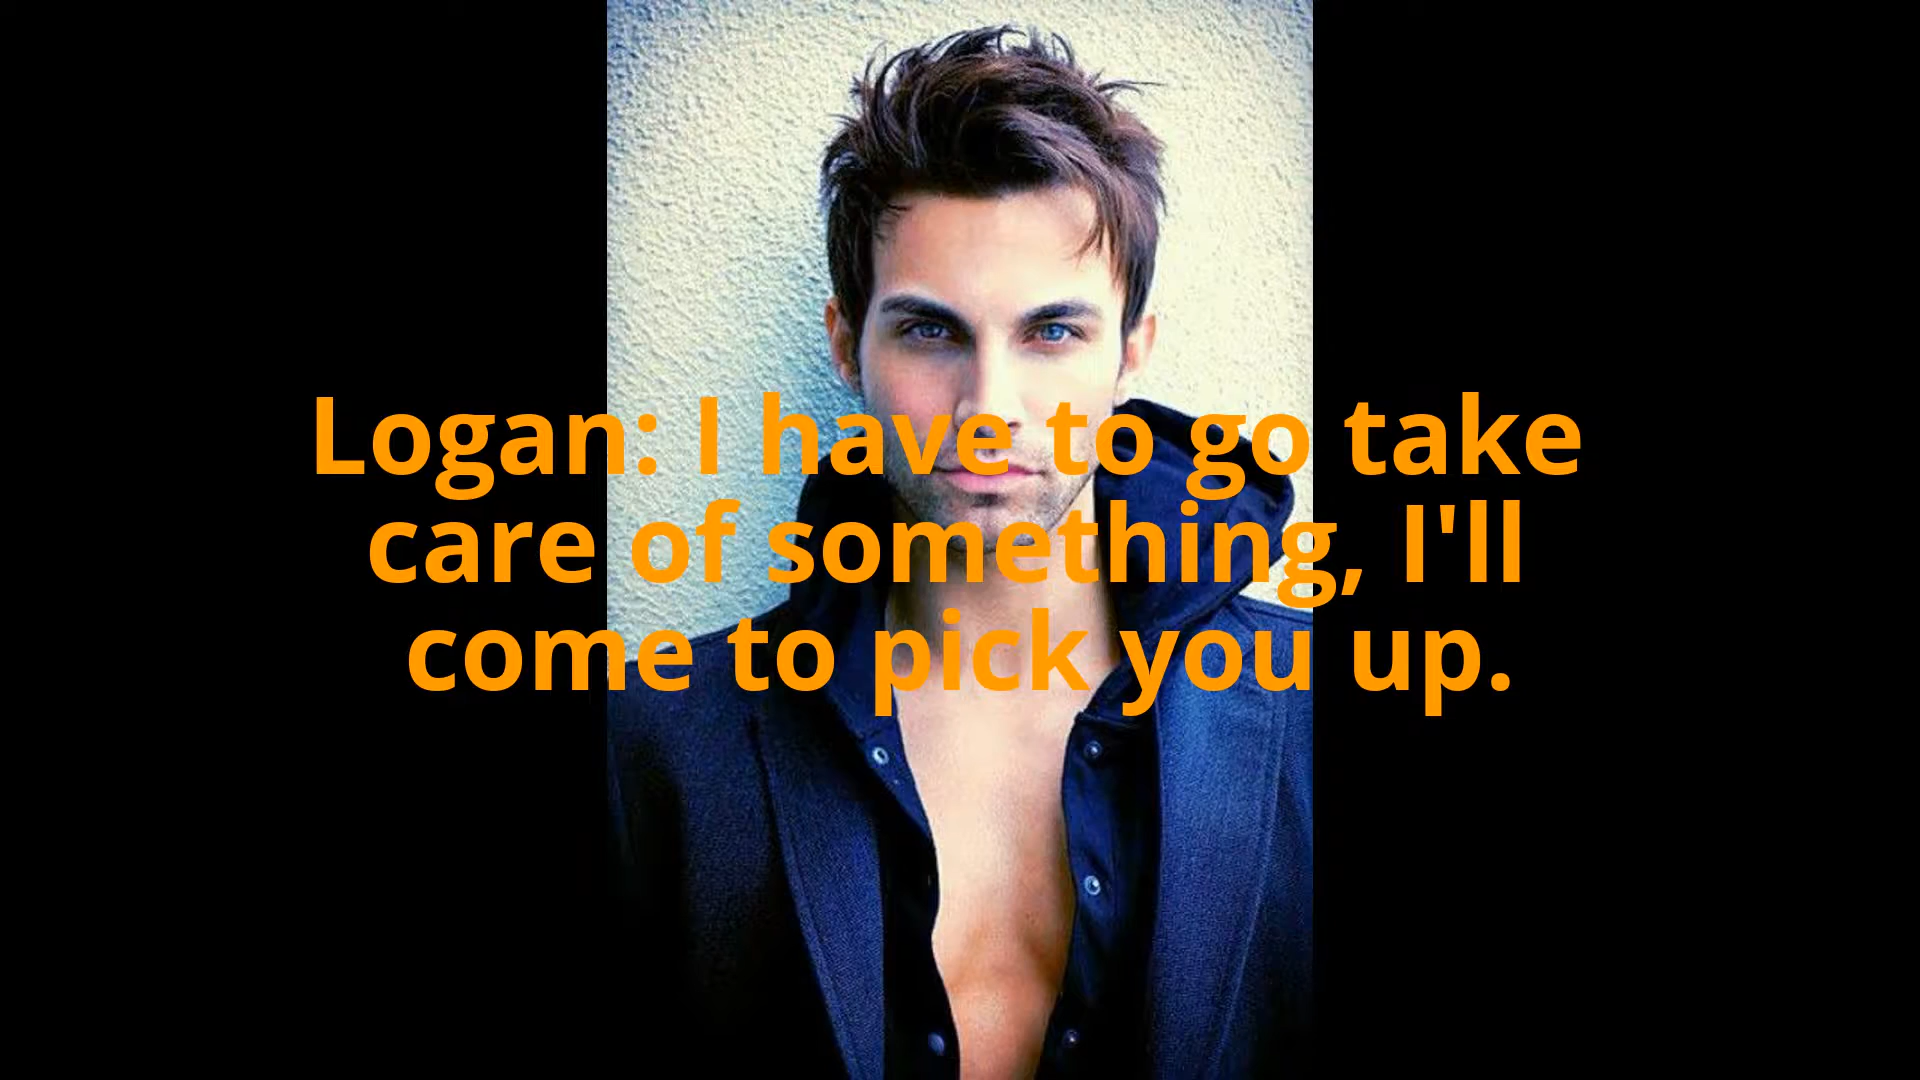 Logan: I have to go take
care of something, I'll
come to pick you up.